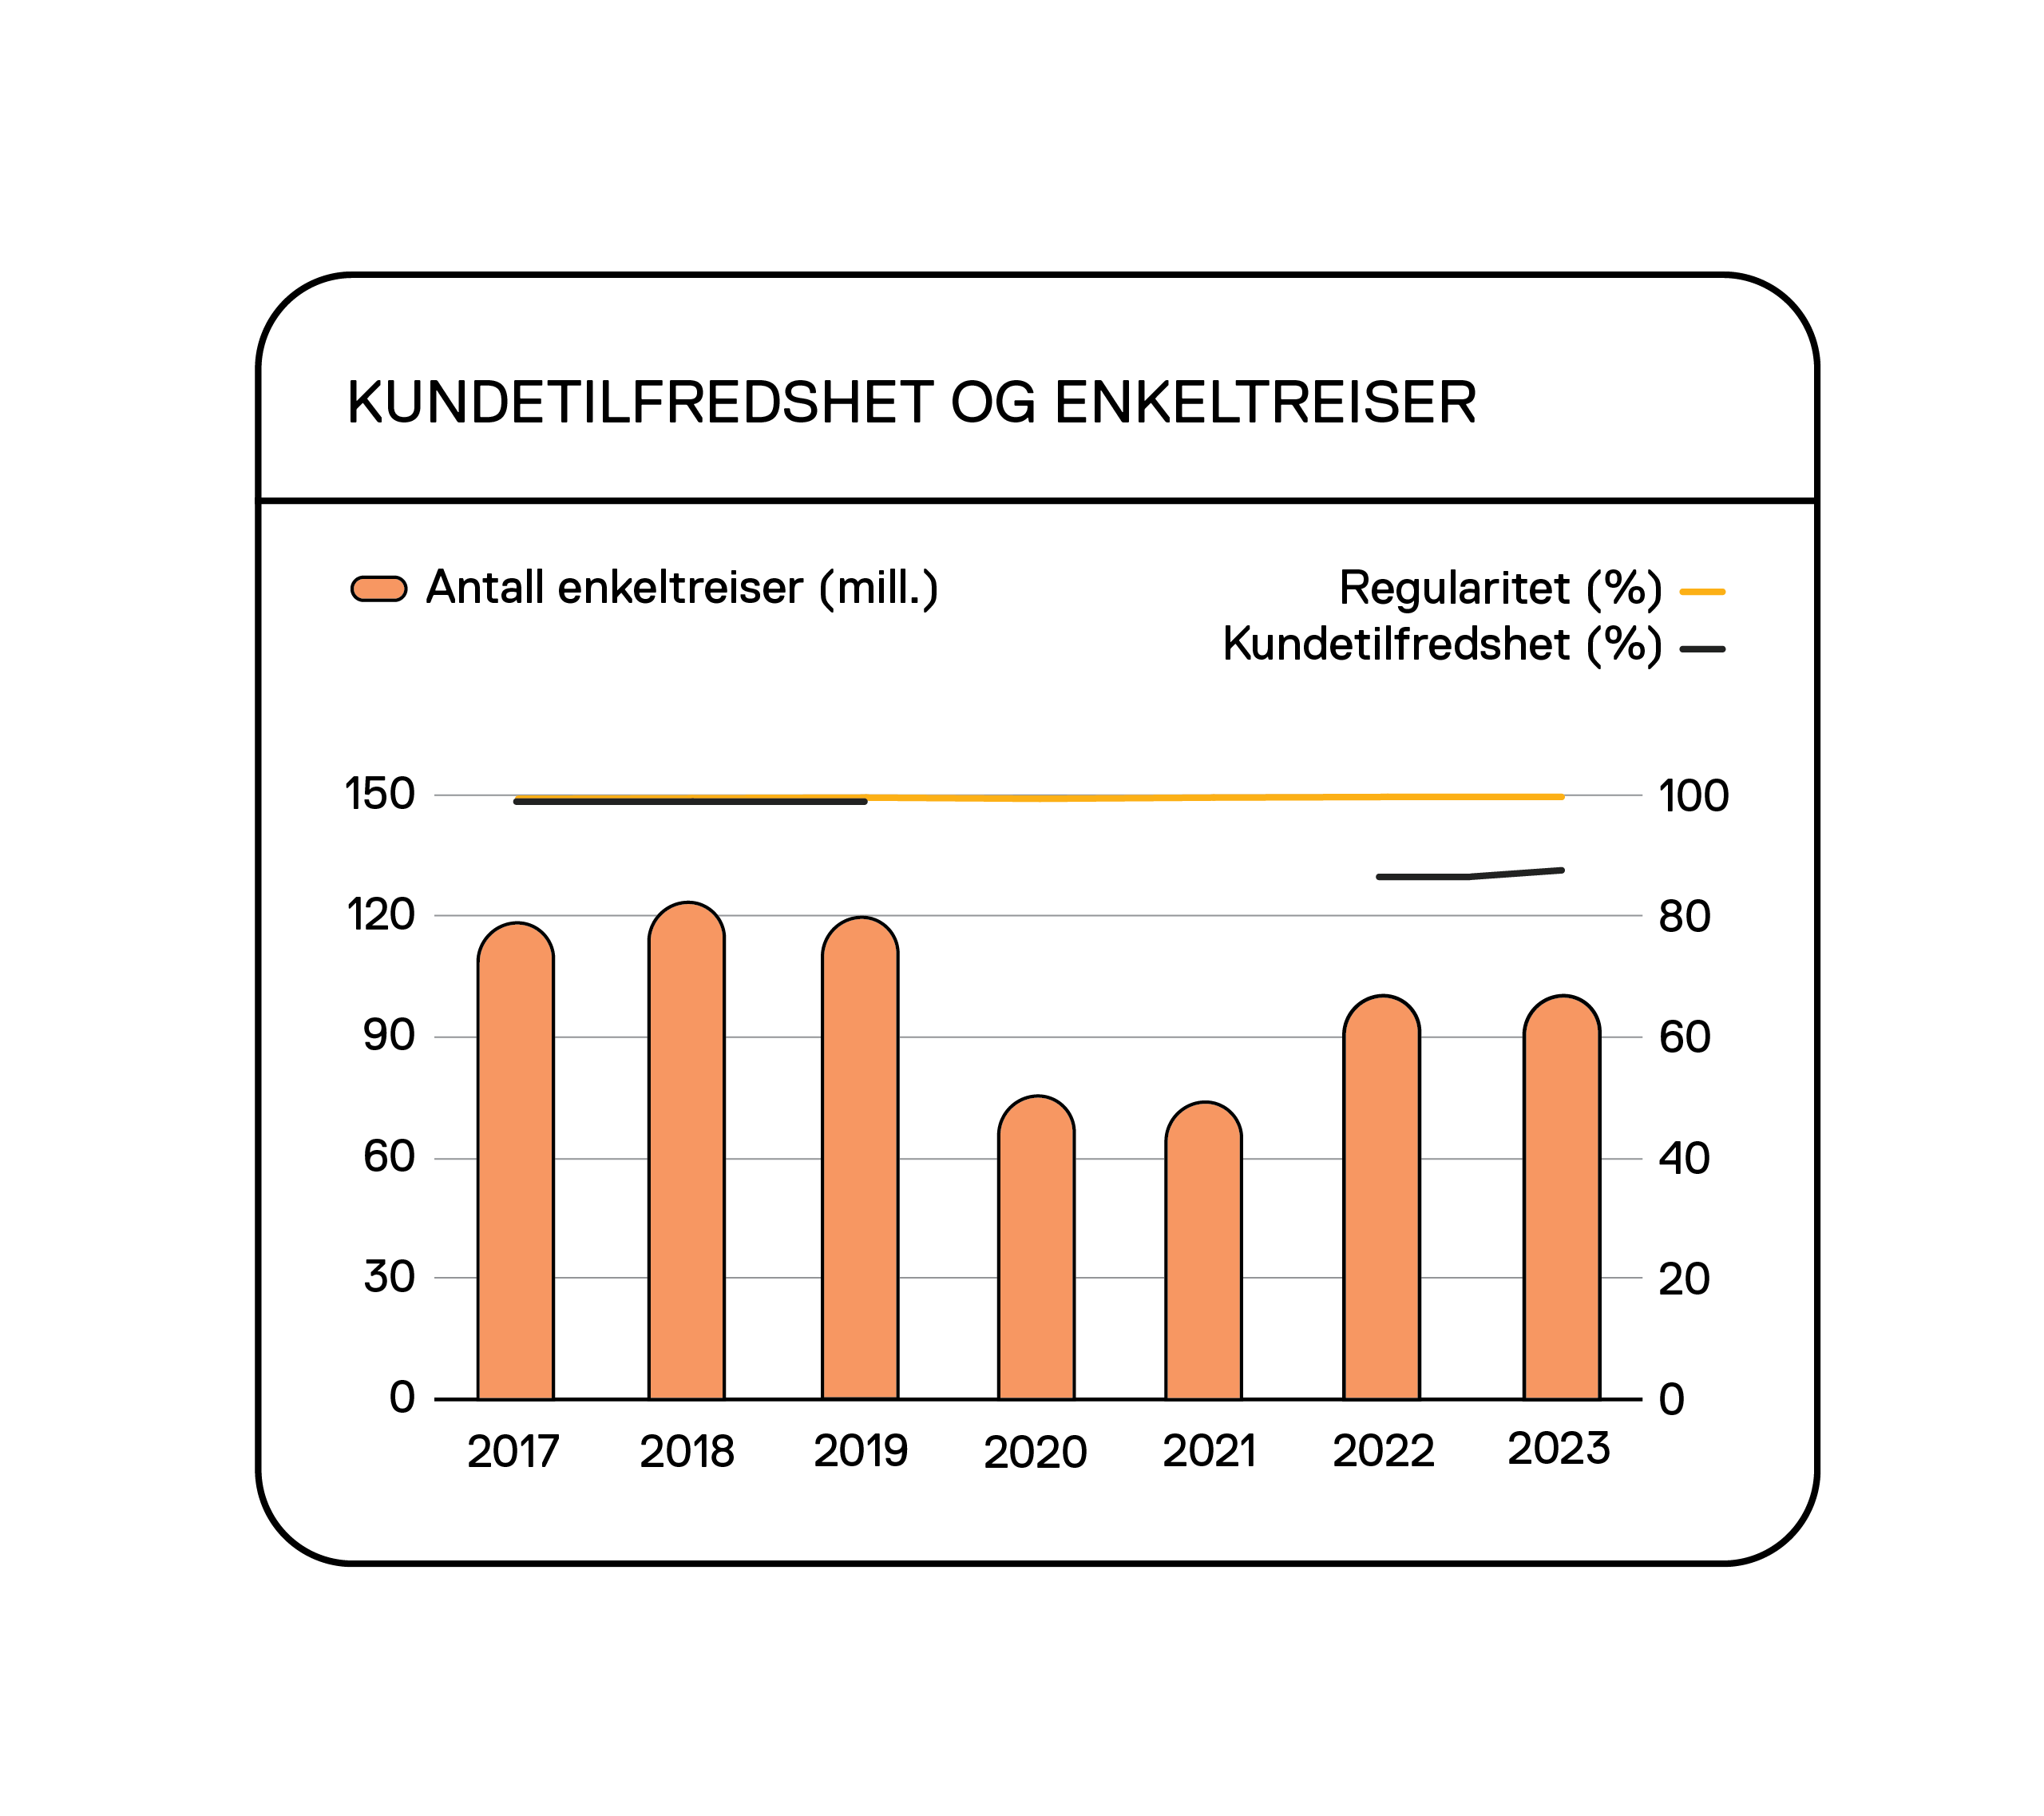 KUNDETILFREDSHET OG ENKELTREISER
Antall enkeltreiser (mill.)
Regularitet (%)
Kundetilfredshet (%)
150 100
120 80
90 60
60 40
30 20
0 0
2017 2018 2019 2020 2021 2022 2023